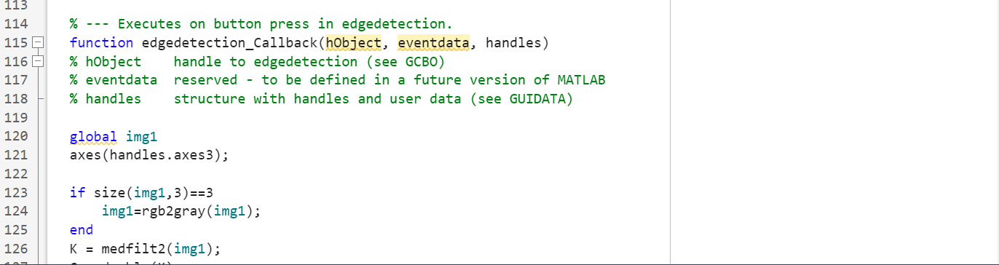 113
114 % --- Executes on button press in edgedetection.
115 function edgedetection_Callback(hObject, eventdata, handles)
116 % hObject    handle to edgedetection (see GCBO)
117 % eventdata  reserved - to be defined in a future version of MATLAB
118 % handles    structure with handles and user data (see GUIDATA)
119
120 global img1
121 axes(handles.axes3);
122
123 if size(img1,3)==3
124     img1=rgb2gray(img1);
125 end
126 K = medfilt2(img1);